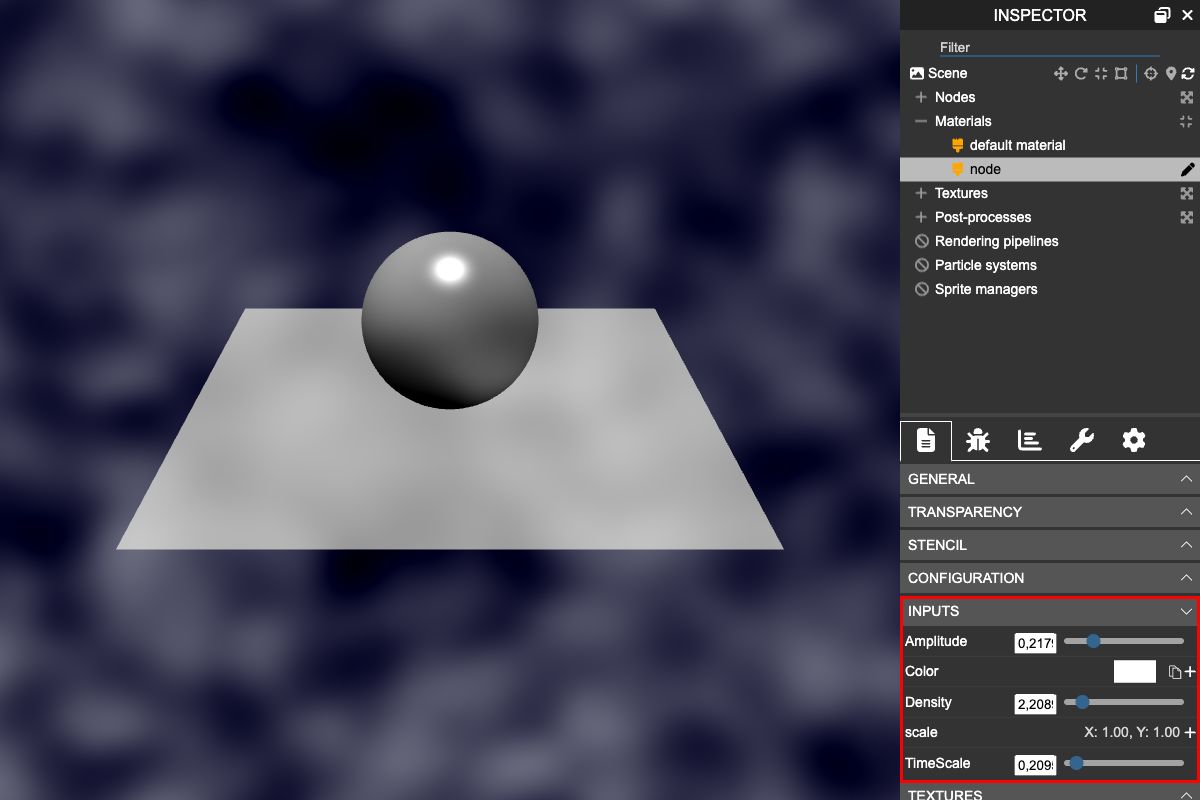 INSPECTOR
Filter
Scene
Nodes
Materials
default material
node
Textures
Post-processes
Rendering pipelines
Particle systems
Sprite managers
GENERAL
TRANSPARENCY
STENCIL
CONFIGURATION
INPUTS
Amplitude 0,217
Color
Density 2,208
scale X: 1.00, Y: 1.00
TimeScale 0,209
TEXTURES